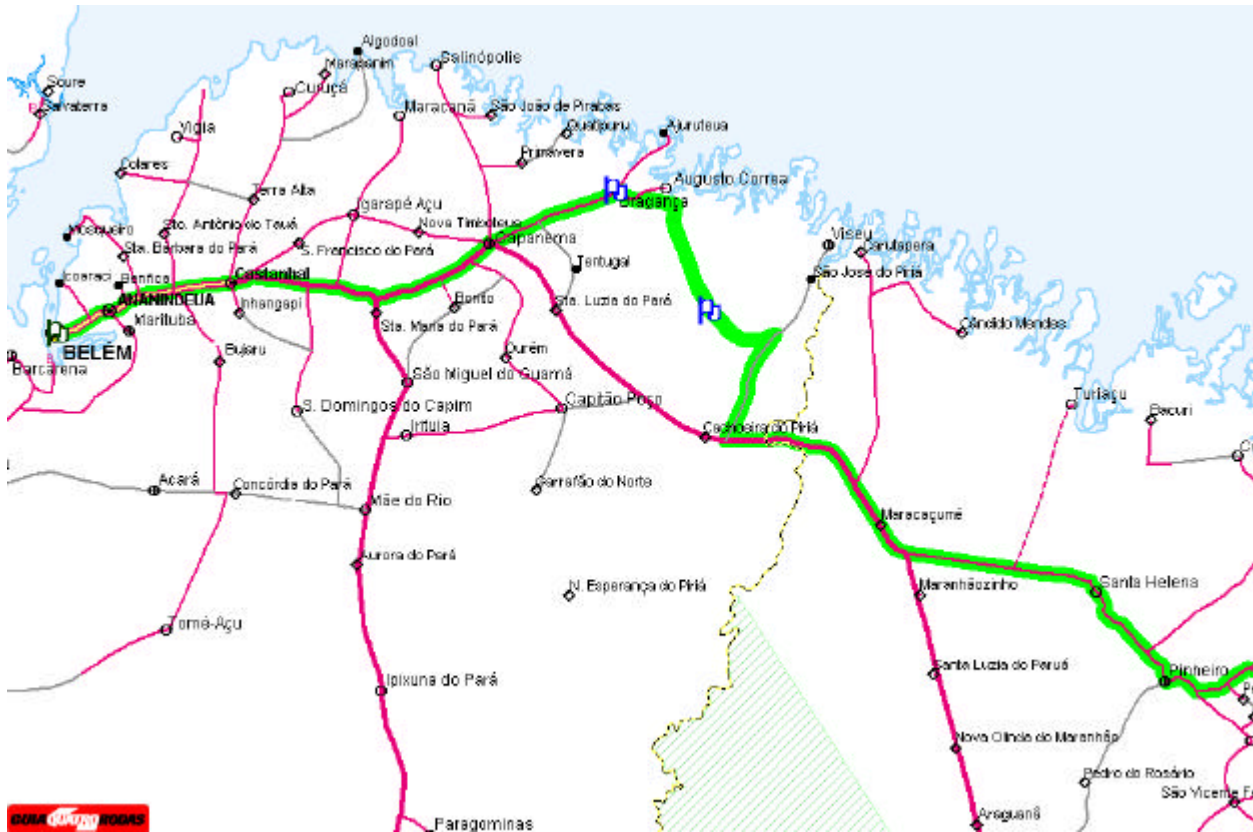 Algodoal
Salinópolis
Marapanim
Soure
Salvaterra
Curuçá
Maracanã
São João de Pirabas
Quatipuru
Ajuruteua
Vigia
Primavera
Colares
Augusto Correa
Terra Alta
Bragança
Igarapé Açu
Nova Timboteua
Mosqueiro
Sto. Antônio do Tauá
Viseu
Sta. Bárbara do Pará
S. Francisco do Pará
Capanema
Carutapera
Tentugal
São José do Piriá
Icoaraci
Benfica
Castanhal
ANANINDEUA
Inhangapi
Bonito
Sta. Luzia do Pará
Marituba
Sta. Maria do Pará
Cândido Mendes
BELÉM
Bujaru
Ourém
Barcarena
São Miguel do Guamá
Turiaçu
S. Domingos do Capim
Capitão Poço
Bacuri
Irituia
Cachoeira do Piriá
Acará
Concórdia do Pará
Garrafão do Norte
Mãe do Rio
Maracaçumé
Aurora do Pará
N. Esperança do Piriá
Maranhãozinho
Santa Helena
Tomé-Açu
Santa Luzia do Paruá
Pinheiro
Ipixuna do Pará
Nova Olinda do Maranhão
Pedro do Rosário
São Vicente F
Araguanã
Paragominas
GUIA QUATRO RODAS